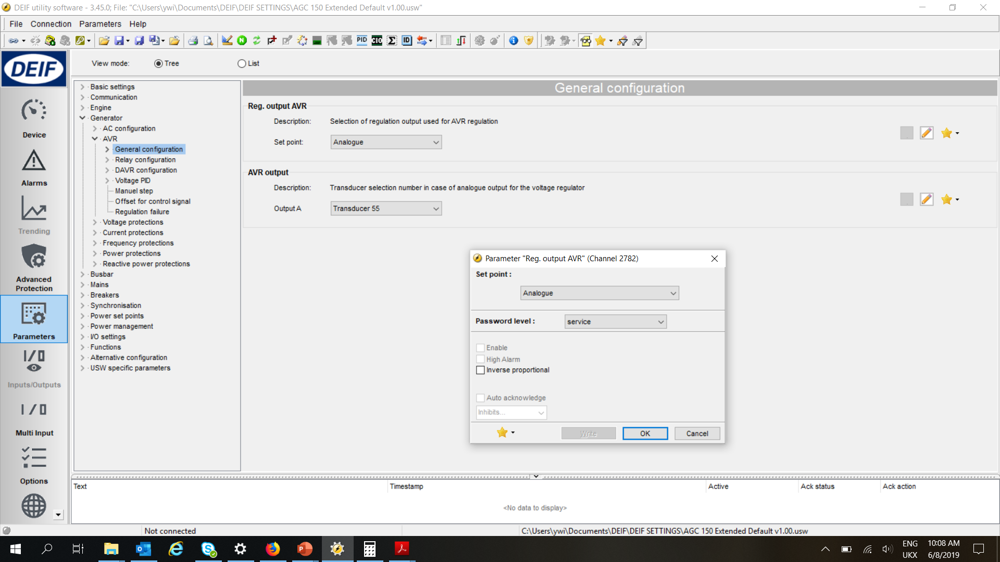 DEIF utility software - 3.45.0; File: "C:\Users\ywi\Documents\DEIF\DEIF SETTINGS\AGC 150 Extended Default v1.00.usw"
File Connection Parameters Help
PID CIO Σ ID
DEIF
View mode: Tree List
Device
Alarms
Trending
Advanced
Protection
Parameters
I/O
Inputs/Outputs
I/O
Multi Input
Options
Basic settings
Communication
Engine
Generator
AC configuration
AVR
General configuration
Relay configuration
DAVR configuration
Voltage PID
Manuel step
Offset for control signal
Regulation failure
Voltage protections
Current protections
Frequency protections
Power protections
Reactive power protections
Busbar
Mains
Breakers
Synchronisation
Power set points
Power management
I/O settings
Functions
Alternative configuration
USW specific parameters
General configuration
Reg. output AVR
Description: Selection of regulation output used for AVR regulation
Set point: Analogue
AVR output
Description: Transducer selection number in case of analogue output for the voltage regulator
Output A Transducer 55
Parameter "Reg. output AVR" (Channel 2782)
Set point :
Analogue
Password level : service
Enable
High Alarm
Inverse proportional
Auto acknowledge
Inhibits...
Write OK Cancel
Text Timestamp Active Ack status Ack action
<No data to display>
Not connected C:\Users\ywi\Documents\DEIF\DEIF SETTINGS\AGC 150 Extended Default v1.00.usw
ENG 10:08 AM
UKX 6/8/2019